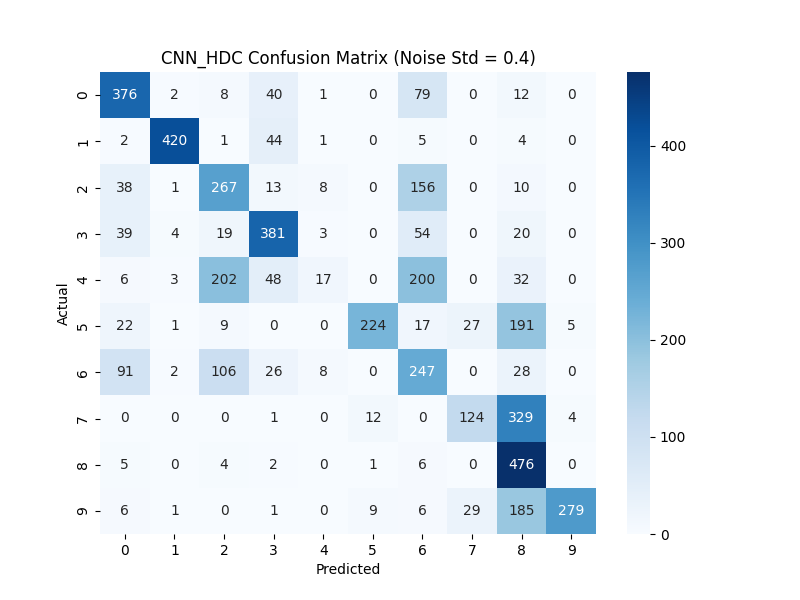 CNN_HDC Confusion Matrix (Noise Std = 0.4)
0 376 2 8 40 1 0 79 0 12 0
1 2 420 1 44 1 0 5 0 4 0
2 38 1 267 13 8 0 156 0 10 0
3 39 4 19 381 3 0 54 0 20 0
4 6 3 202 48 17 0 200 0 32 0
5 22 1 9 0 0 224 17 27 191 5
6 91 2 106 26 8 0 247 0 28 0
7 0 0 0 1 0 12 0 124 329 4
8 5 0 4 2 0 1 6 0 476 0
9 6 1 0 1 0 9 6 29 185 279
0 1 2 3 4 5 6 7 8 9
Predicted
Actual
400
300
200
100
0